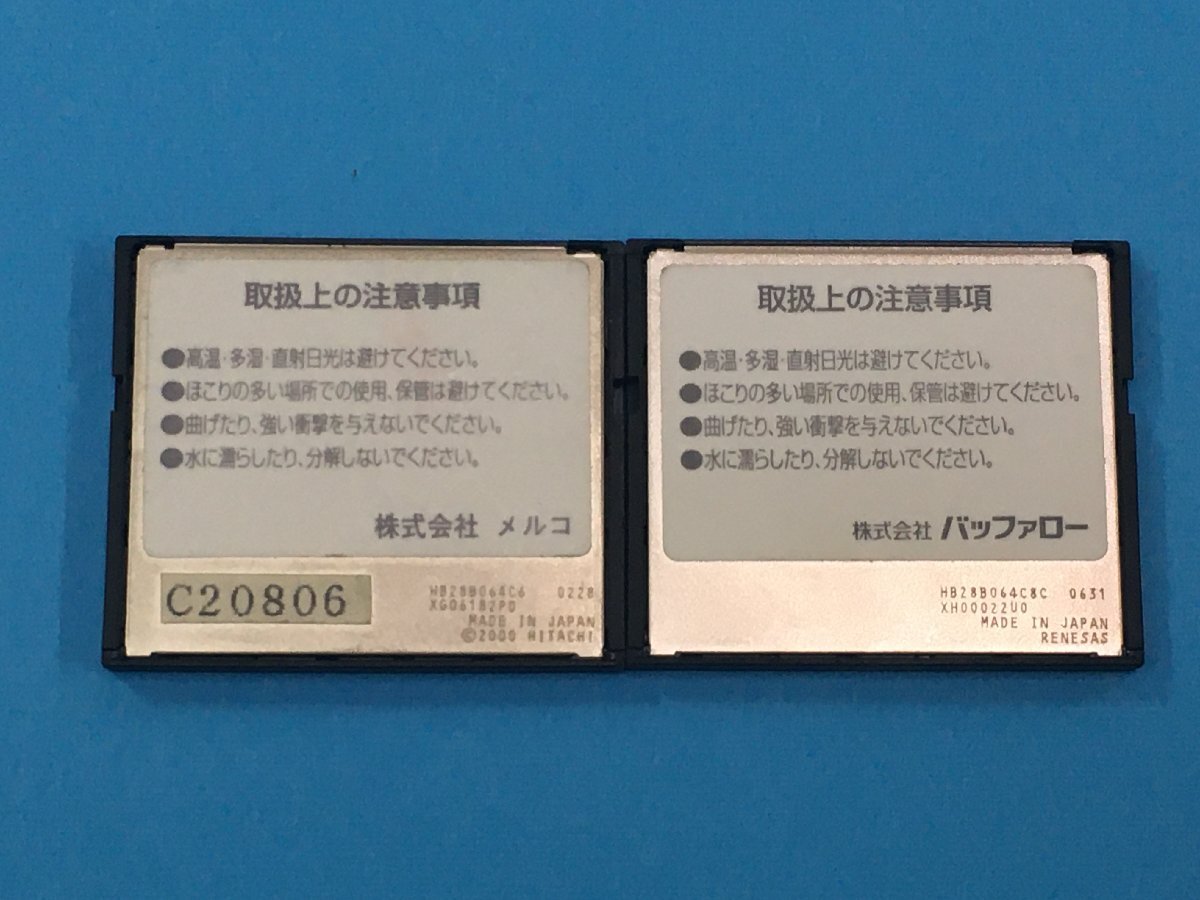 取扱上の注意事項
●高温・多湿・直射日光は避けてください。
●ほこりの多い場所での使用、保管は避けてください。
●曲げたり、強い衝撃を与えないでください。
●水に濡らしたり、分解しないでください。
株式会社 メルコ
C20806
HB28B064C6 0228
XG06182P0
MADE IN JAPAN
©2000 HITACHI
取扱上の注意事項
●高温・多湿・直射日光は避けてください。
●ほこりの多い場所での使用、保管は避けてください。
●曲げたり、強い衝撃を与えないでください。
●水に濡らしたり、分解しないでください。
株式会社 バッファロー
HB28B064C8C 0631
XH00022U0
MADE IN JAPAN
RENESAS